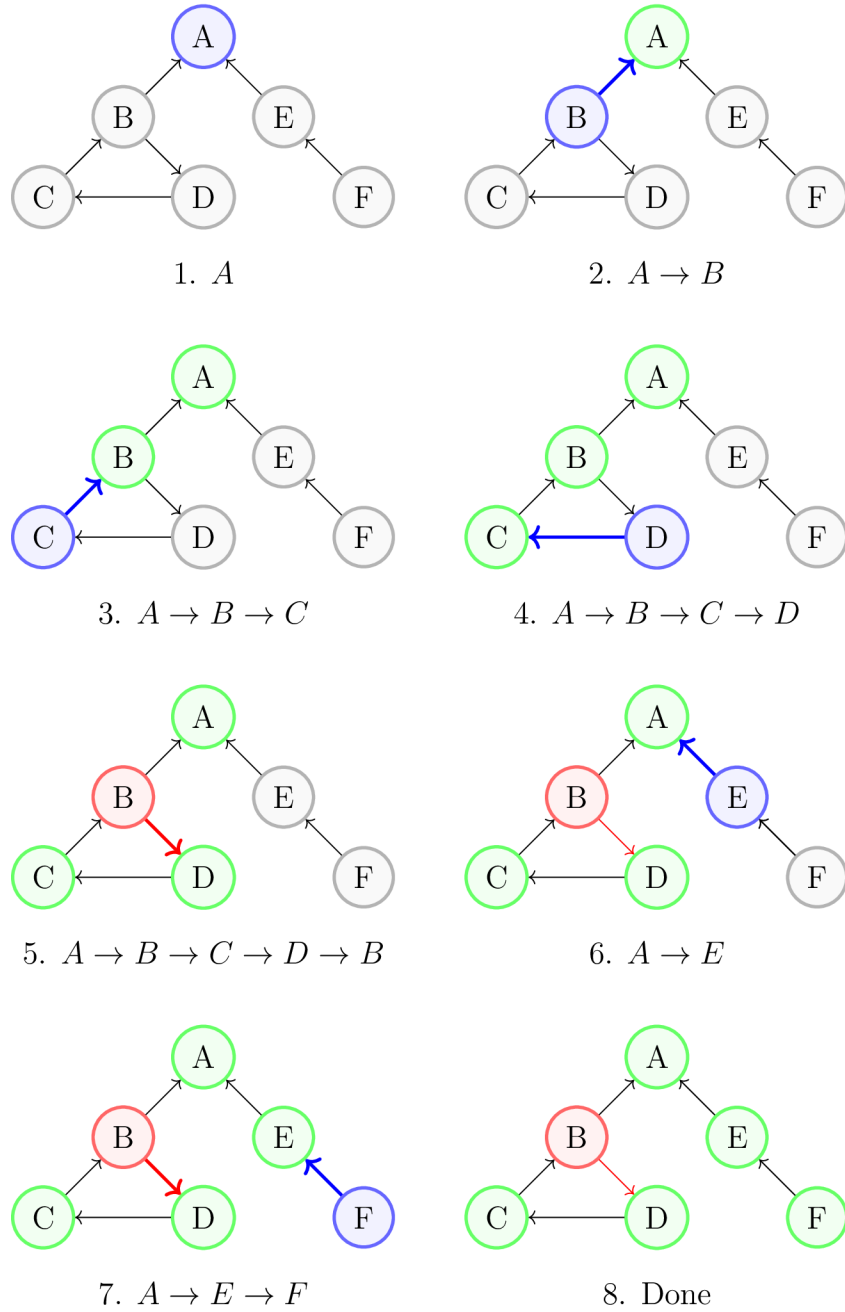 A
A
B
E
B
E
C
D
F
C
D
F
1. A
2. A → B
A
A
B
E
B
E
C
D
F
C
D
F
3. A → B → C
4. A → B → C → D
A
A
B
E
B
E
C
D
F
C
D
F
5. A → B → C → D → B
6. A → E
A
A
B
E
B
E
C
D
F
C
D
F
7. A → E → F
8. Done